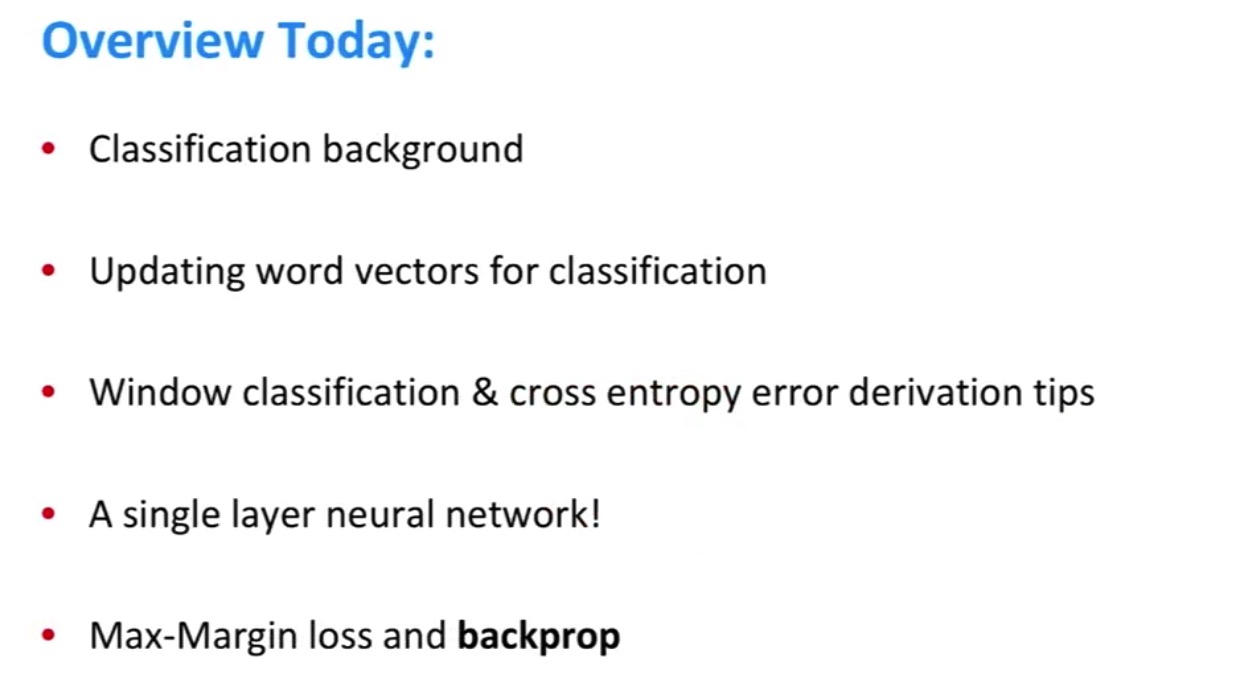 Overview Today:
• Classification background
• Updating word vectors for classification
• Window classification & cross entropy error derivation tips
• A single layer neural network!
• Max-Margin loss and backprop